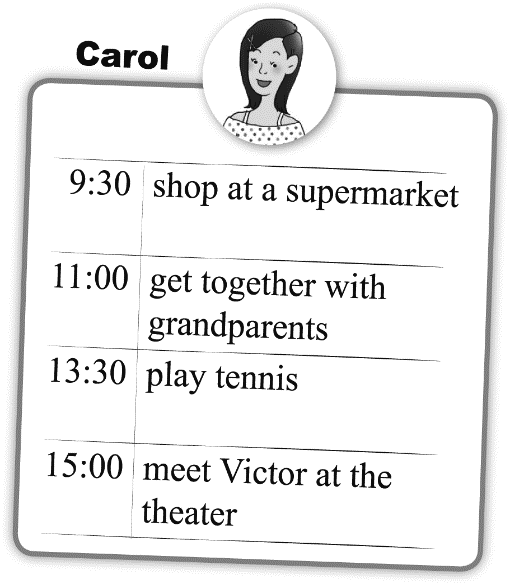 Carol
9:30 shop at a supermarket
11:00 get together with
grandparents
13:30 play tennis
15:00 meet Victor at the
theater